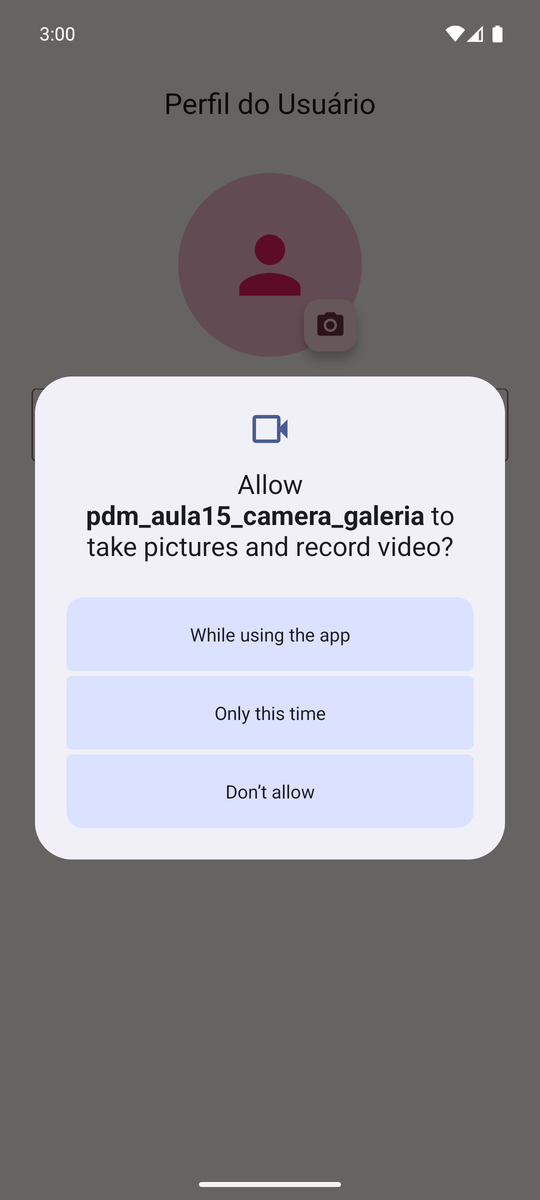 3:00
Perfil do Usuário
Allow
pdm_aula15_camera_galeria to
take pictures and record video?
While using the app
Only this time
Don’t allow